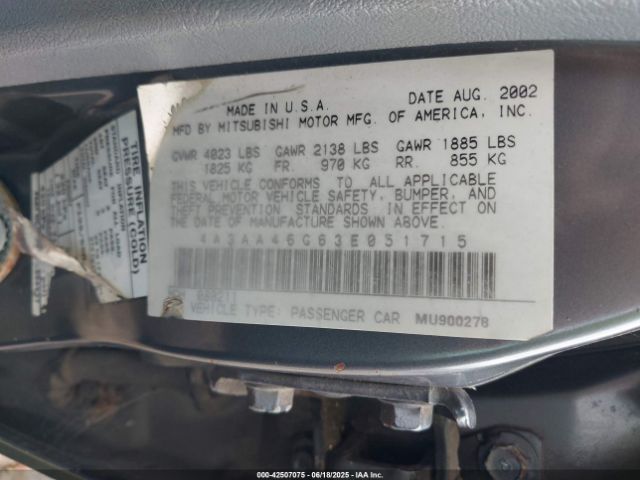 MADE IN U.S.A. DATE AUG. 2002
MFD BY MITSUBISHI MOTOR MFG. OF AMERICA, INC.
GVWR 4023 LBS GAWR 2138 LBS GAWR 1885 LBS
1825 KG FR. 970 KG RR. 855 KG
THIS VEHICLE CONFORMS TO ALL APPLICABLE
FEDERAL MOTOR VEHICLE SAFETY, BUMPER, AND
THEFT PREVENTION STANDARDS IN EFFECT ON
THE DATE OF MANUFACTURE SHOWN ABOVE.
4A3AA46G63E051715
VEHICLE TYPE: PASSENGER CAR MU900278
TIRE INFLATION
PRESSURE (COLD)
000-42507075 - 06/18/2025 - IAA Inc.